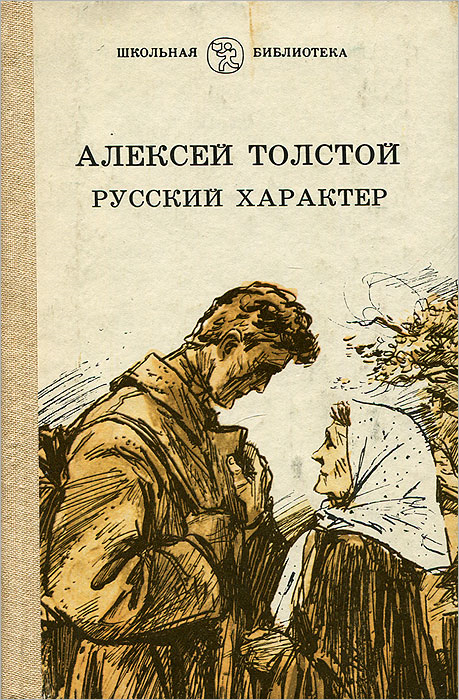 ШКОЛЬНАЯ БИБЛИОТЕКА
АЛЕКСЕЙ ТОЛСТОЙ
РУССКИЙ ХАРАКТЕР